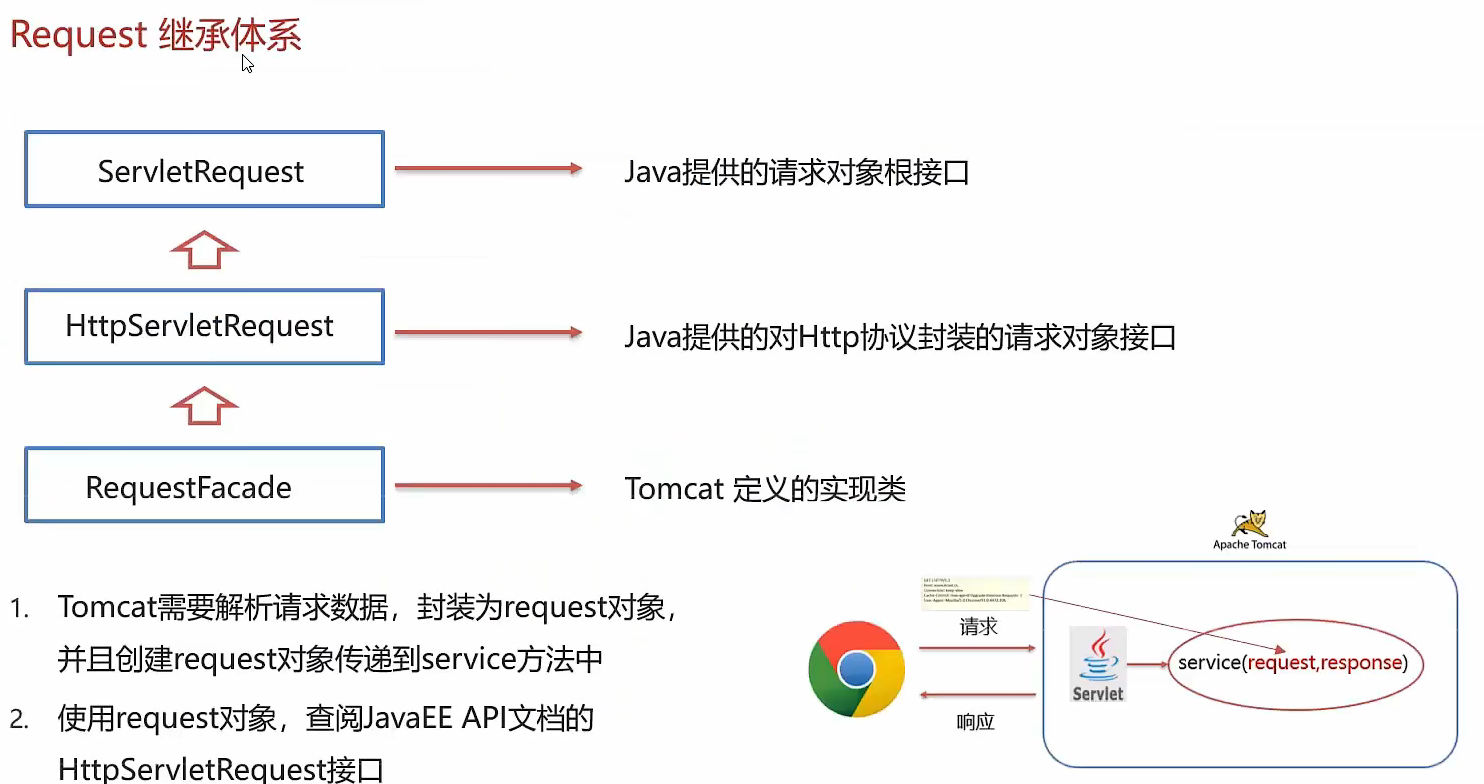 Request 继承体系
ServletRequest
Java提供的请求对象根接口
HttpServletRequest
Java提供的对Http协议封装的请求对象接口
RequestFacade
Tomcat 定义的实现类
1. Tomcat需要解析请求数据，封装为request对象，
并且创建request对象传递到service方法中
2. 使用request对象，查阅JavaEE API文档的
HttpServletRequest接口
Apache Tomcat
请求
响应
Servlet
service(request,response)